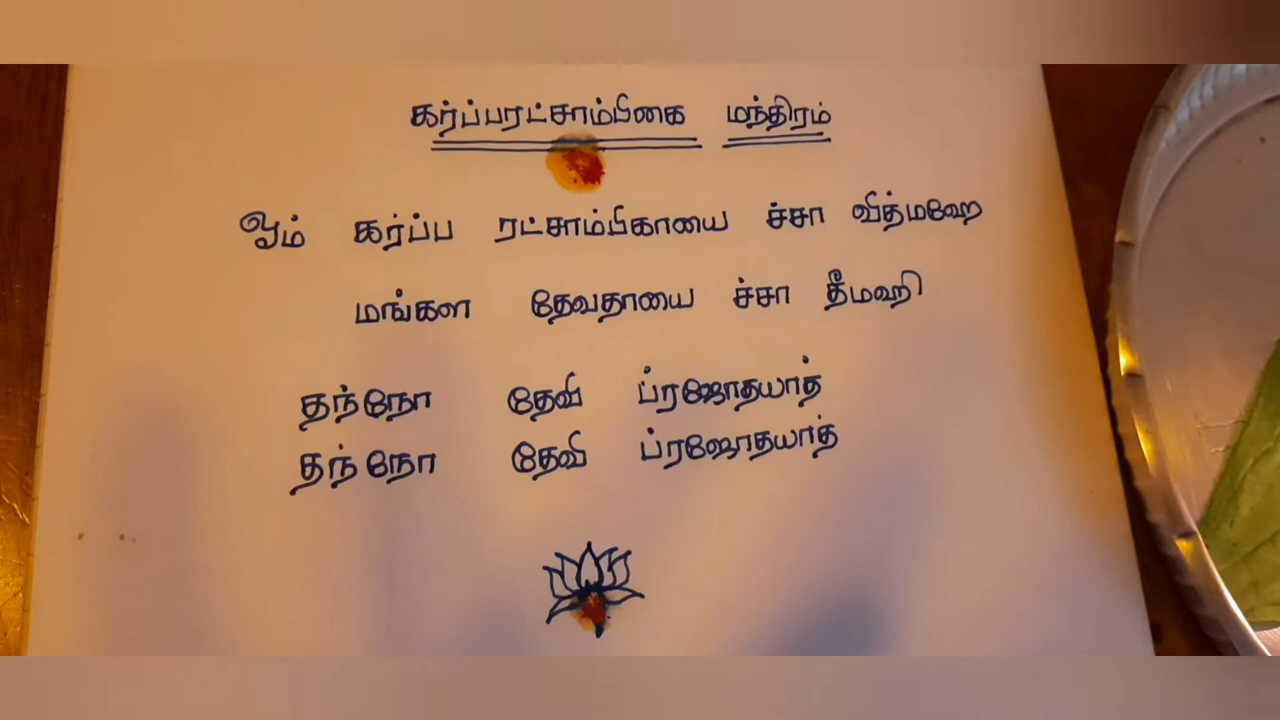 கர்ப்பரட்சாம்பிகை மந்திரம்
ஓம் கர்ப்ப ரட்சாம்பிகாயை ச்சா வித்மஹே
மங்கள தேவதாயை ச்சா தீமஹி
தந்நோ தேவி ப்ரஜோதயாத்
தந்நோ தேவி ப்ரஜோதயாத்